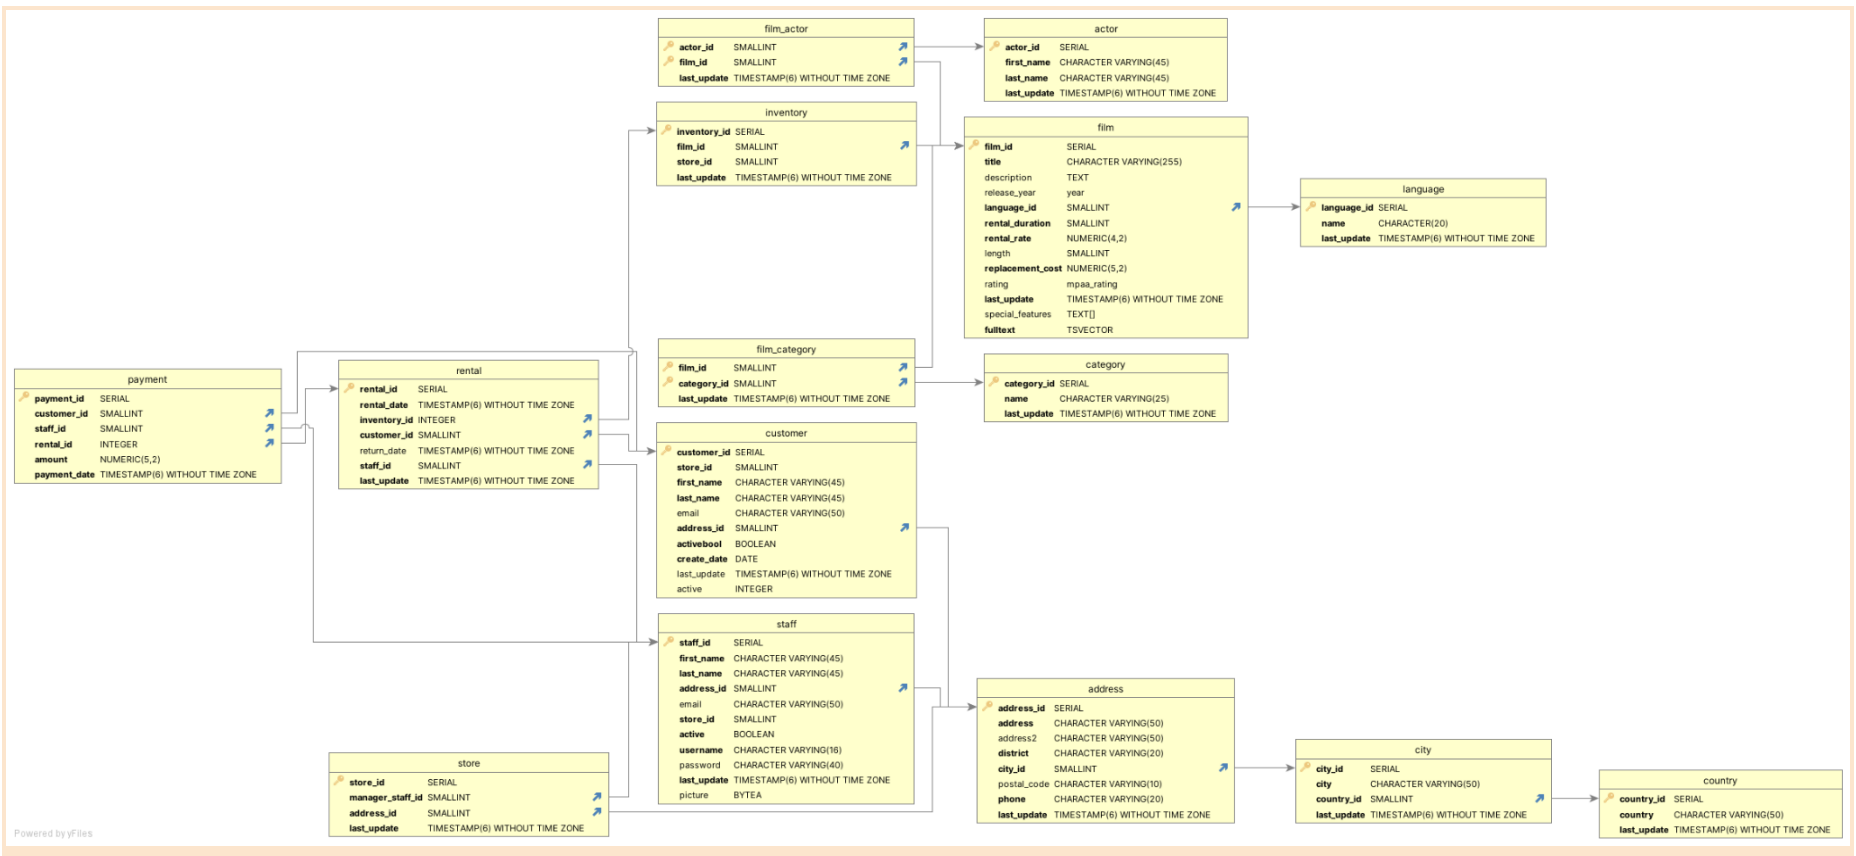 film_actor
actor_id SMALLINT
film_id SMALLINT
last_update TIMESTAMP(6) WITHOUT TIME ZONE
actor
actor_id SERIAL
first_name CHARACTER VARYING(45)
last_name CHARACTER VARYING(45)
last_update TIMESTAMP(6) WITHOUT TIME ZONE
inventory
inventory_id SERIAL
film_id SMALLINT
store_id SMALLINT
last_update TIMESTAMP(6) WITHOUT TIME ZONE
film
film_id SERIAL
title CHARACTER VARYING(255)
description TEXT
release_year year
language_id SMALLINT
rental_duration SMALLINT
rental_rate NUMERIC(4,2)
length SMALLINT
replacement_cost NUMERIC(5,2)
rating mpaa_rating
last_update TIMESTAMP(6) WITHOUT TIME ZONE
special_features TEXT[]
fulltext TSVECTOR
language
language_id SERIAL
name CHARACTER(20)
last_update TIMESTAMP(6) WITHOUT TIME ZONE
film_category
film_id SMALLINT
category_id SMALLINT
last_update TIMESTAMP(6) WITHOUT TIME ZONE
category
category_id SERIAL
name CHARACTER VARYING(25)
last_update TIMESTAMP(6) WITHOUT TIME ZONE
payment
payment_id SERIAL
customer_id SMALLINT
staff_id SMALLINT
rental_id INTEGER
amount NUMERIC(5,2)
payment_date TIMESTAMP(6) WITHOUT TIME ZONE
rental
rental_id SERIAL
rental_date TIMESTAMP(6) WITHOUT TIME ZONE
inventory_id INTEGER
customer_id SMALLINT
return_date TIMESTAMP(6) WITHOUT TIME ZONE
staff_id SMALLINT
last_update TIMESTAMP(6) WITHOUT TIME ZONE
customer
customer_id SERIAL
store_id SMALLINT
first_name CHARACTER VARYING(45)
last_name CHARACTER VARYING(45)
email CHARACTER VARYING(50)
address_id SMALLINT
activebool BOOLEAN
create_date DATE
last_update TIMESTAMP(6) WITHOUT TIME ZONE
active INTEGER
staff
staff_id SERIAL
first_name CHARACTER VARYING(45)
last_name CHARACTER VARYING(45)
address_id SMALLINT
email CHARACTER VARYING(50)
store_id SMALLINT
active BOOLEAN
username CHARACTER VARYING(16)
password CHARACTER VARYING(40)
last_update TIMESTAMP(6) WITHOUT TIME ZONE
picture BYTEA
store
store_id SERIAL
manager_staff_id SMALLINT
address_id SMALLINT
last_update TIMESTAMP(6) WITHOUT TIME ZONE
address
address_id SERIAL
address CHARACTER VARYING(50)
address2 CHARACTER VARYING(50)
district CHARACTER VARYING(20)
city_id SMALLINT
postal_code CHARACTER VARYING(10)
phone CHARACTER VARYING(20)
last_update TIMESTAMP(6) WITHOUT TIME ZONE
city
city_id SERIAL
city CHARACTER VARYING(50)
country_id SMALLINT
last_update TIMESTAMP(6) WITHOUT TIME ZONE
country
country_id SERIAL
country CHARACTER VARYING(50)
last_update TIMESTAMP(6) WITHOUT TIME ZONE
Powered by yFiles